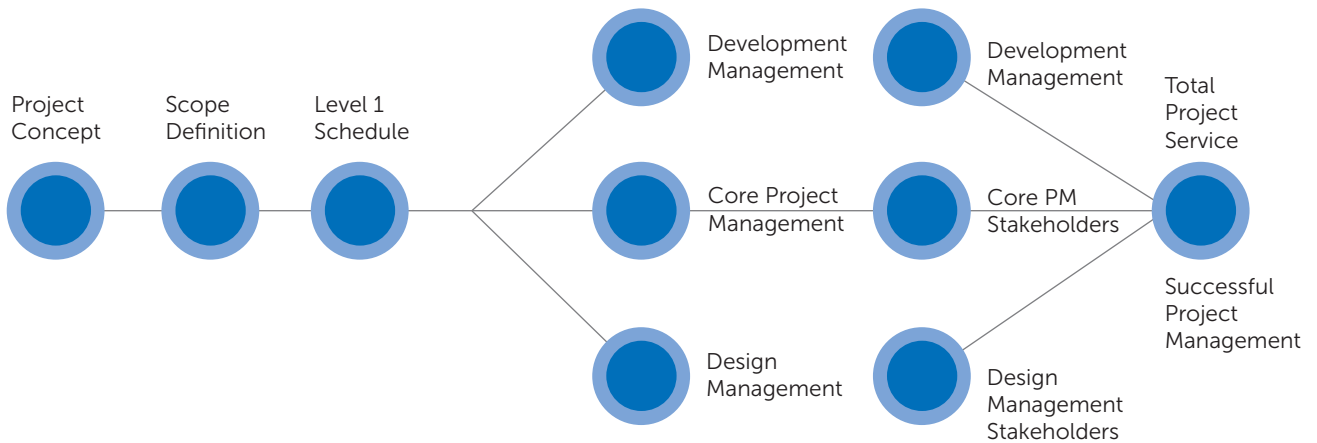 Project
Concept
Scope
Definition
Level 1
Schedule
Development
Management
Core Project
Management
Design
Management
Development
Management
Core PM
Stakeholders
Design
Management
Stakeholders
Total
Project
Service
Successful
Project
Management